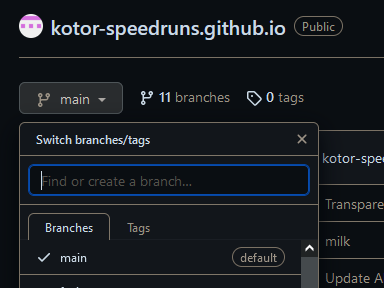 kotor-speedruns.github.io Public
main 11 branches 0 tags
Switch branches/tags
kotor-spee
Find or create a branch...
Transpare
Branches Tags
milk
main default
Update A